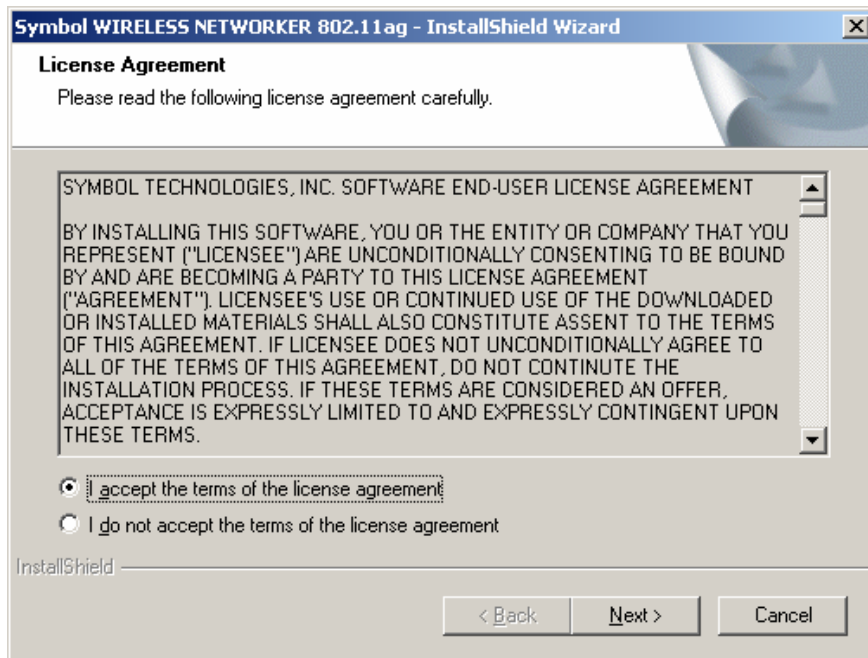 Symbol WIRELESS NETWORKER 802.11ag - InstallShield Wizard
License Agreement
Please read the following license agreement carefully.
SYMBOL TECHNOLOGIES, INC. SOFTWARE END-USER LICENSE AGREEMENT
BY INSTALLING THIS SOFTWARE, YOU OR THE ENTITY OR COMPANY THAT YOU
REPRESENT ("LICENSEE") ARE UNCONDITIONALLY CONSENTING TO BE BOUND
BY AND ARE BECOMING A PARTY TO THIS LICENSE AGREEMENT
("AGREEMENT"). LICENSEE'S USE OR CONTINUED USE OF THE DOWNLOADED
OR INSTALLED MATERIALS SHALL ALSO CONSTITUTE ASSENT TO THE TERMS
OF THIS AGREEMENT. IF LICENSEE DOES NOT UNCONDITIONALLY AGREE TO
ALL OF THE TERMS OF THIS AGREEMENT, DO NOT CONTINUTE THE
INSTALLATION PROCESS. IF THESE TERMS ARE CONSIDERED AN OFFER,
ACCEPTANCE IS EXPRESSLY LIMITED TO AND EXPRESSLY CONTINGENT UPON
THESE TERMS.
I accept the terms of the license agreement
I do not accept the terms of the license agreement
InstallShield
< Back Next > Cancel